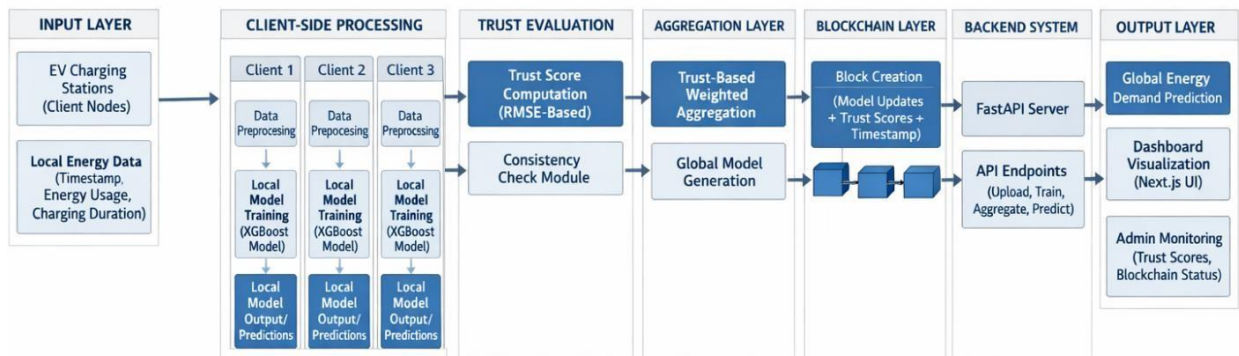 INPUT LAYER
EV Charging
Stations
(Client Nodes)
Local Energy Data
(Timestamp,
Energy Usage,
Charging Duration)
CLIENT-SIDE PROCESSING
Client 1
Data
Preprocesing
Local
Model
Training
(XGBoost
Model)
Local
Model
Output/
Predictions
Client 2
Data
Prepocesing
Local
Model
Training
(XGBoost
Model)
Local
Model
Output/
Predictions
Client 3
Data
Preprocssing
Local
Model
Training
(XGBoost
Model)
Local
Model
Output/
Predictions
TRUST EVALUATION
Trust Score
Computation
(RMSE-Based)
Consistency
Check Module
AGGREGATION LAYER
Trust-Based
Weighted
Aggregation
Global Model
Generation
BLOCKCHAIN LAYER
Block Creation
(Model Updates
+ Trust Scores +
Timestamp)
BACKEND SYSTEM
FastAPI Server
API Endpoints
(Upload, Train,
Aggregate, Predict)
OUTPUT LAYER
Global Energy
Demand Prediction
Dashboard
Visualization
(Next.js UI)
Admin Monitoring
(Trust Scores,
Blockchain Status)